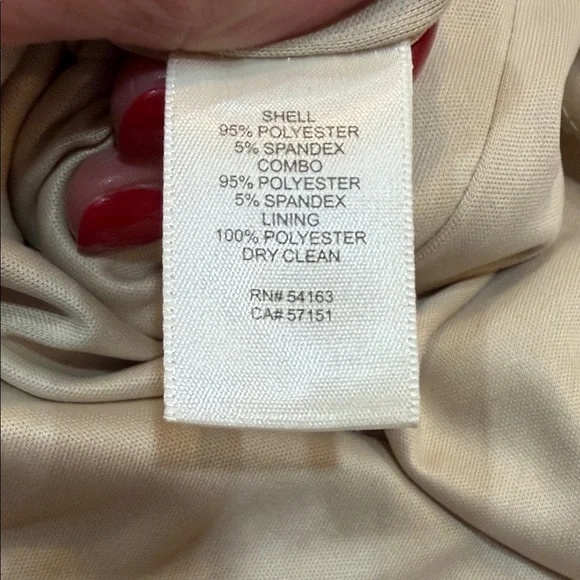 SHELL
95% POLYESTER
5% SPANDEX
COMBO
95% POLYESTER
5% SPANDEX
LINING
100% POLYESTER
DRY CLEAN
RN# 54163
CA# 57151